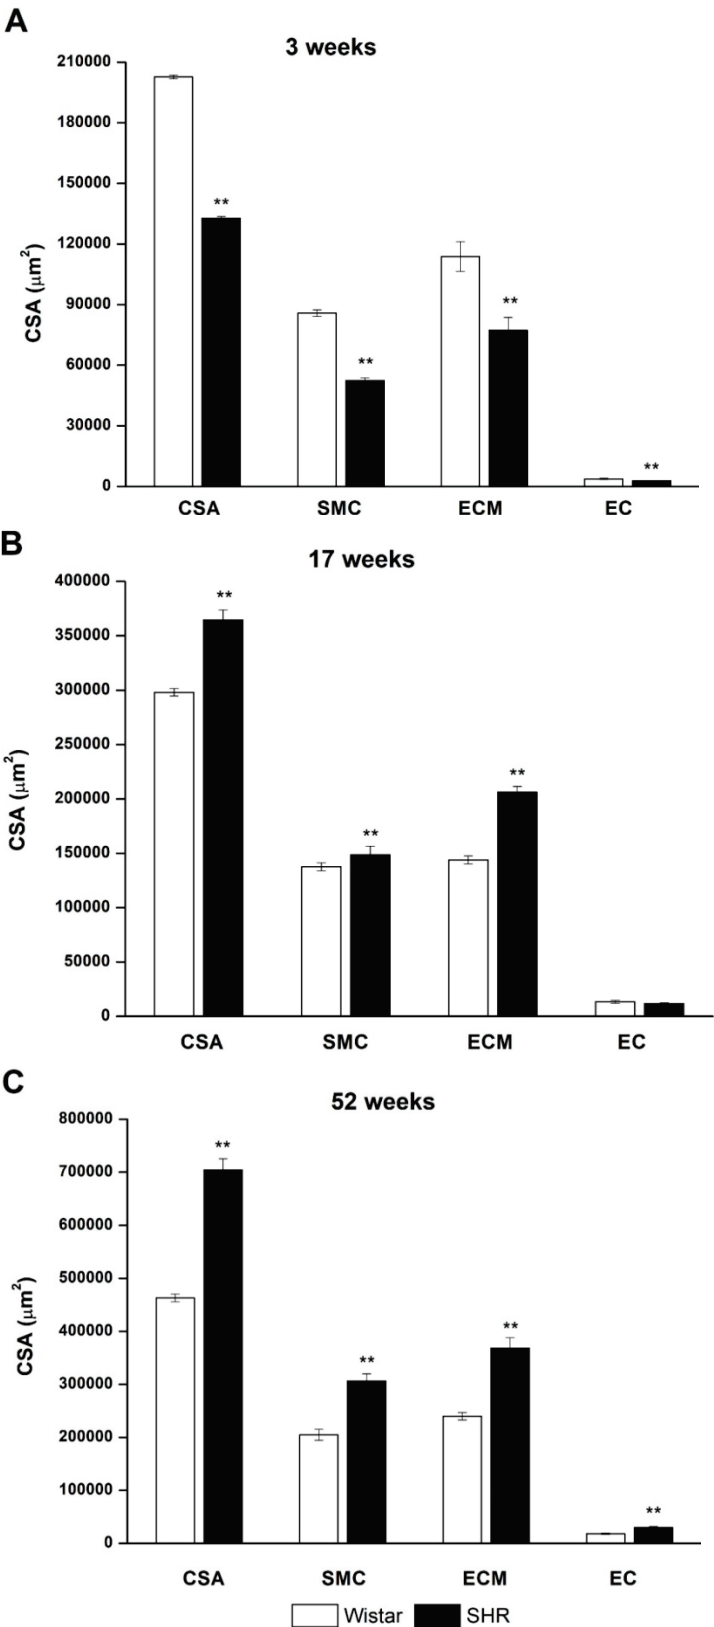 A
3 weeks
210000
180000
150000
120000
90000
60000
30000
0
CSA (μm²)
**
**
**
**
CSA SMC ECM EC
B
17 weeks
400000
350000
300000
250000
200000
150000
100000
50000
0
CSA (μm²)
**
**
**
CSA SMC ECM EC
C
52 weeks
800000
700000
600000
500000
400000
300000
200000
100000
0
CSA (μm²)
**
**
**
**
CSA SMC ECM EC
Wistar SHR